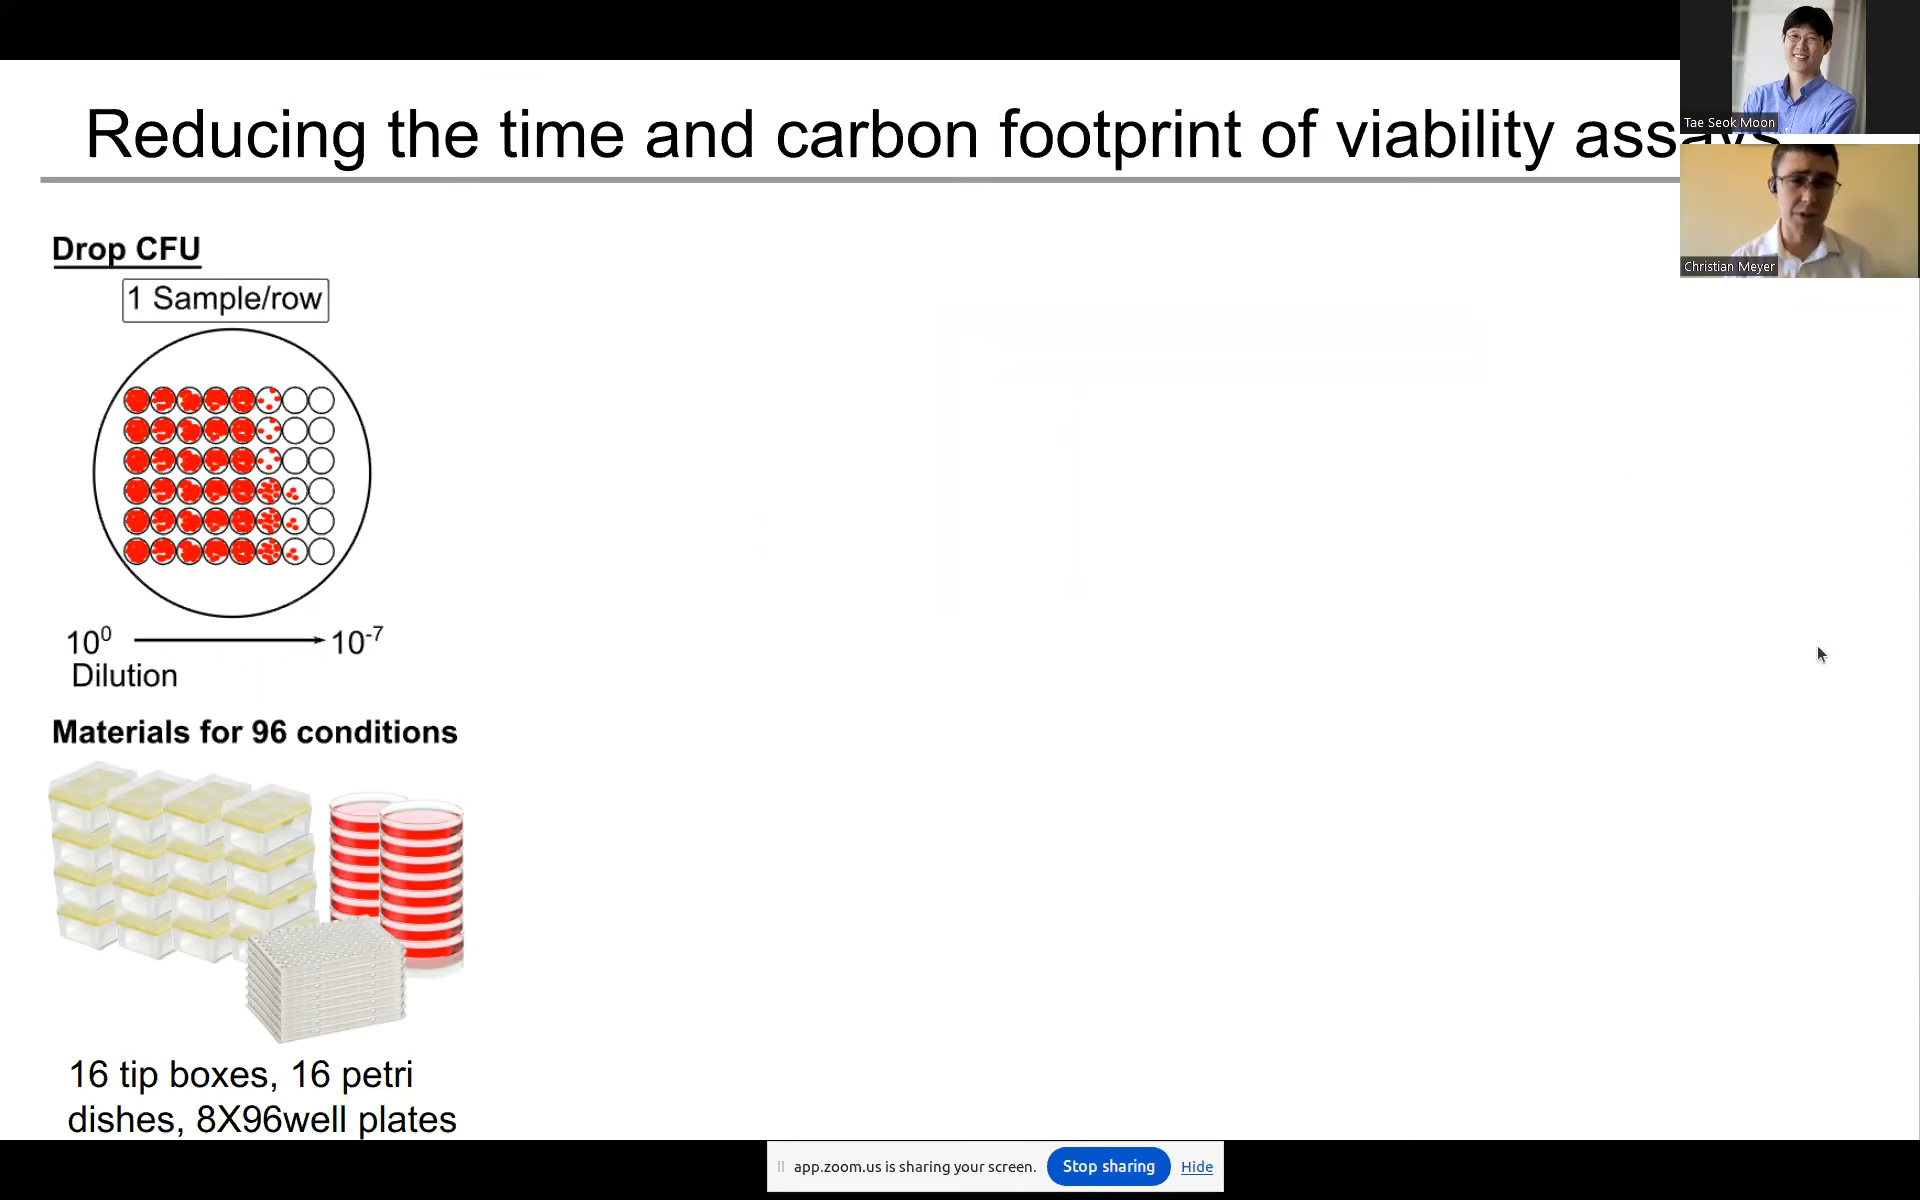 Reducing the time and carbon footprint of viability assays
Tae Seok Moon
Christian Meyer
Drop CFU
1 Sample/row
10⁰ 10⁻⁷
Dilution
Materials for 96 conditions
16 tip boxes, 16 petri
dishes, 8X96well plates
app.zoom.us is sharing your screen. Stop sharing Hide